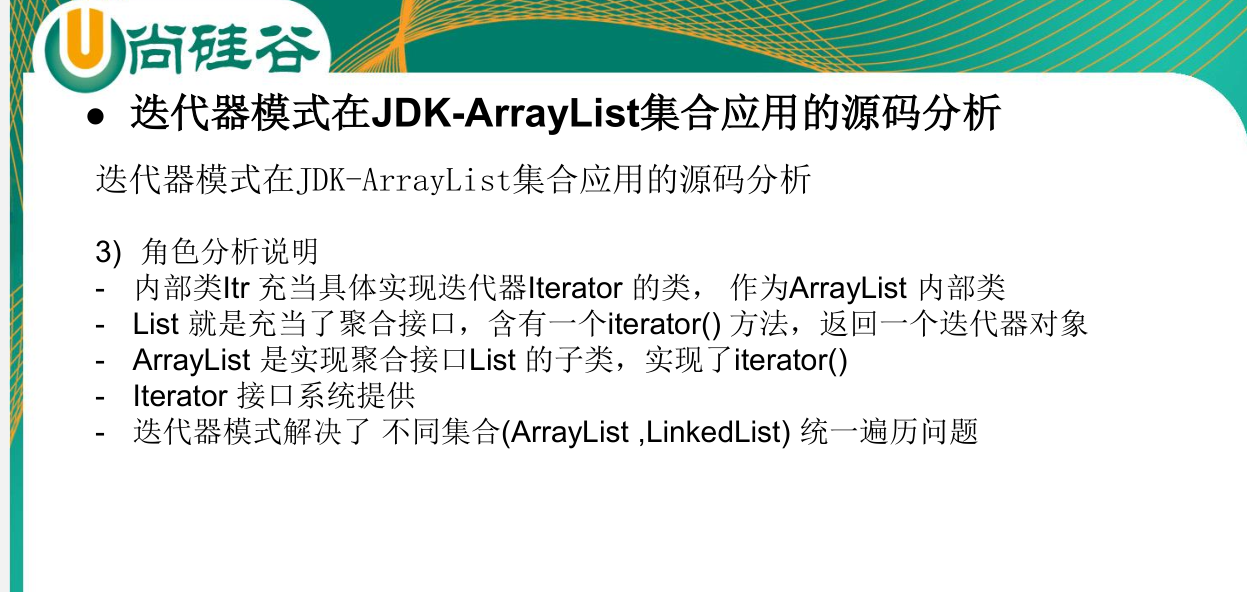 尚硅谷
● 迭代器模式在JDK-ArrayList集合应用的源码分析
迭代器模式在JDK-ArrayList集合应用的源码分析
3) 角色分析说明
- 内部类Itr 充当具体实现迭代器Iterator 的类， 作为ArrayList 内部类
- List 就是充当了聚合接口，含有一个iterator() 方法，返回一个迭代器对象
- ArrayList 是实现聚合接口List 的子类，实现了iterator()
- Iterator 接口系统提供
- 迭代器模式解决了 不同集合(ArrayList ,LinkedList) 统一遍历问题